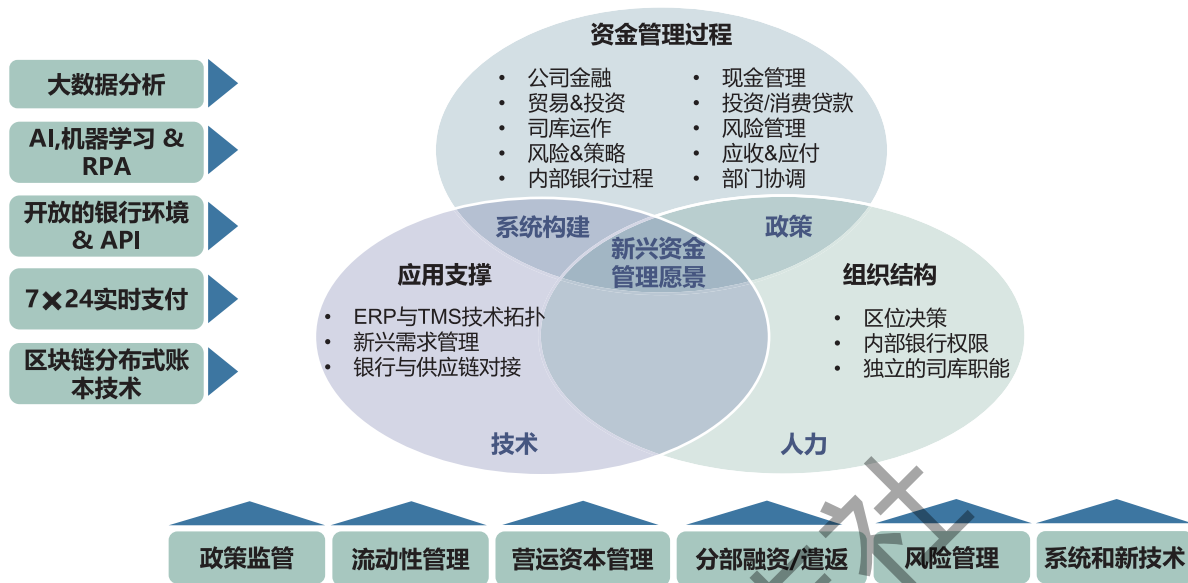 资金管理过程
• 公司金融
• 贸易&投资
• 司库运作
• 风险&策略
• 内部银行过程
• 现金管理
• 投资/消费贷款
• 风险管理
• 应收&应付
• 部门协调
大数据分析
AI,机器学习 &
RPA
开放的银行环境
& API
7×24实时支付
区块链分布式账
本技术
系统构建
政策
新兴资金
管理愿景
应用支撑
• ERP与TMS技术拓扑
• 新兴需求管理
• 银行与供应链对接
技术
组织结构
• 区位决策
• 内部银行权限
• 独立的司库职能
人力
政策监管
流动性管理
营运资本管理
分部融资/遣返
风险管理
系统和新技术
社